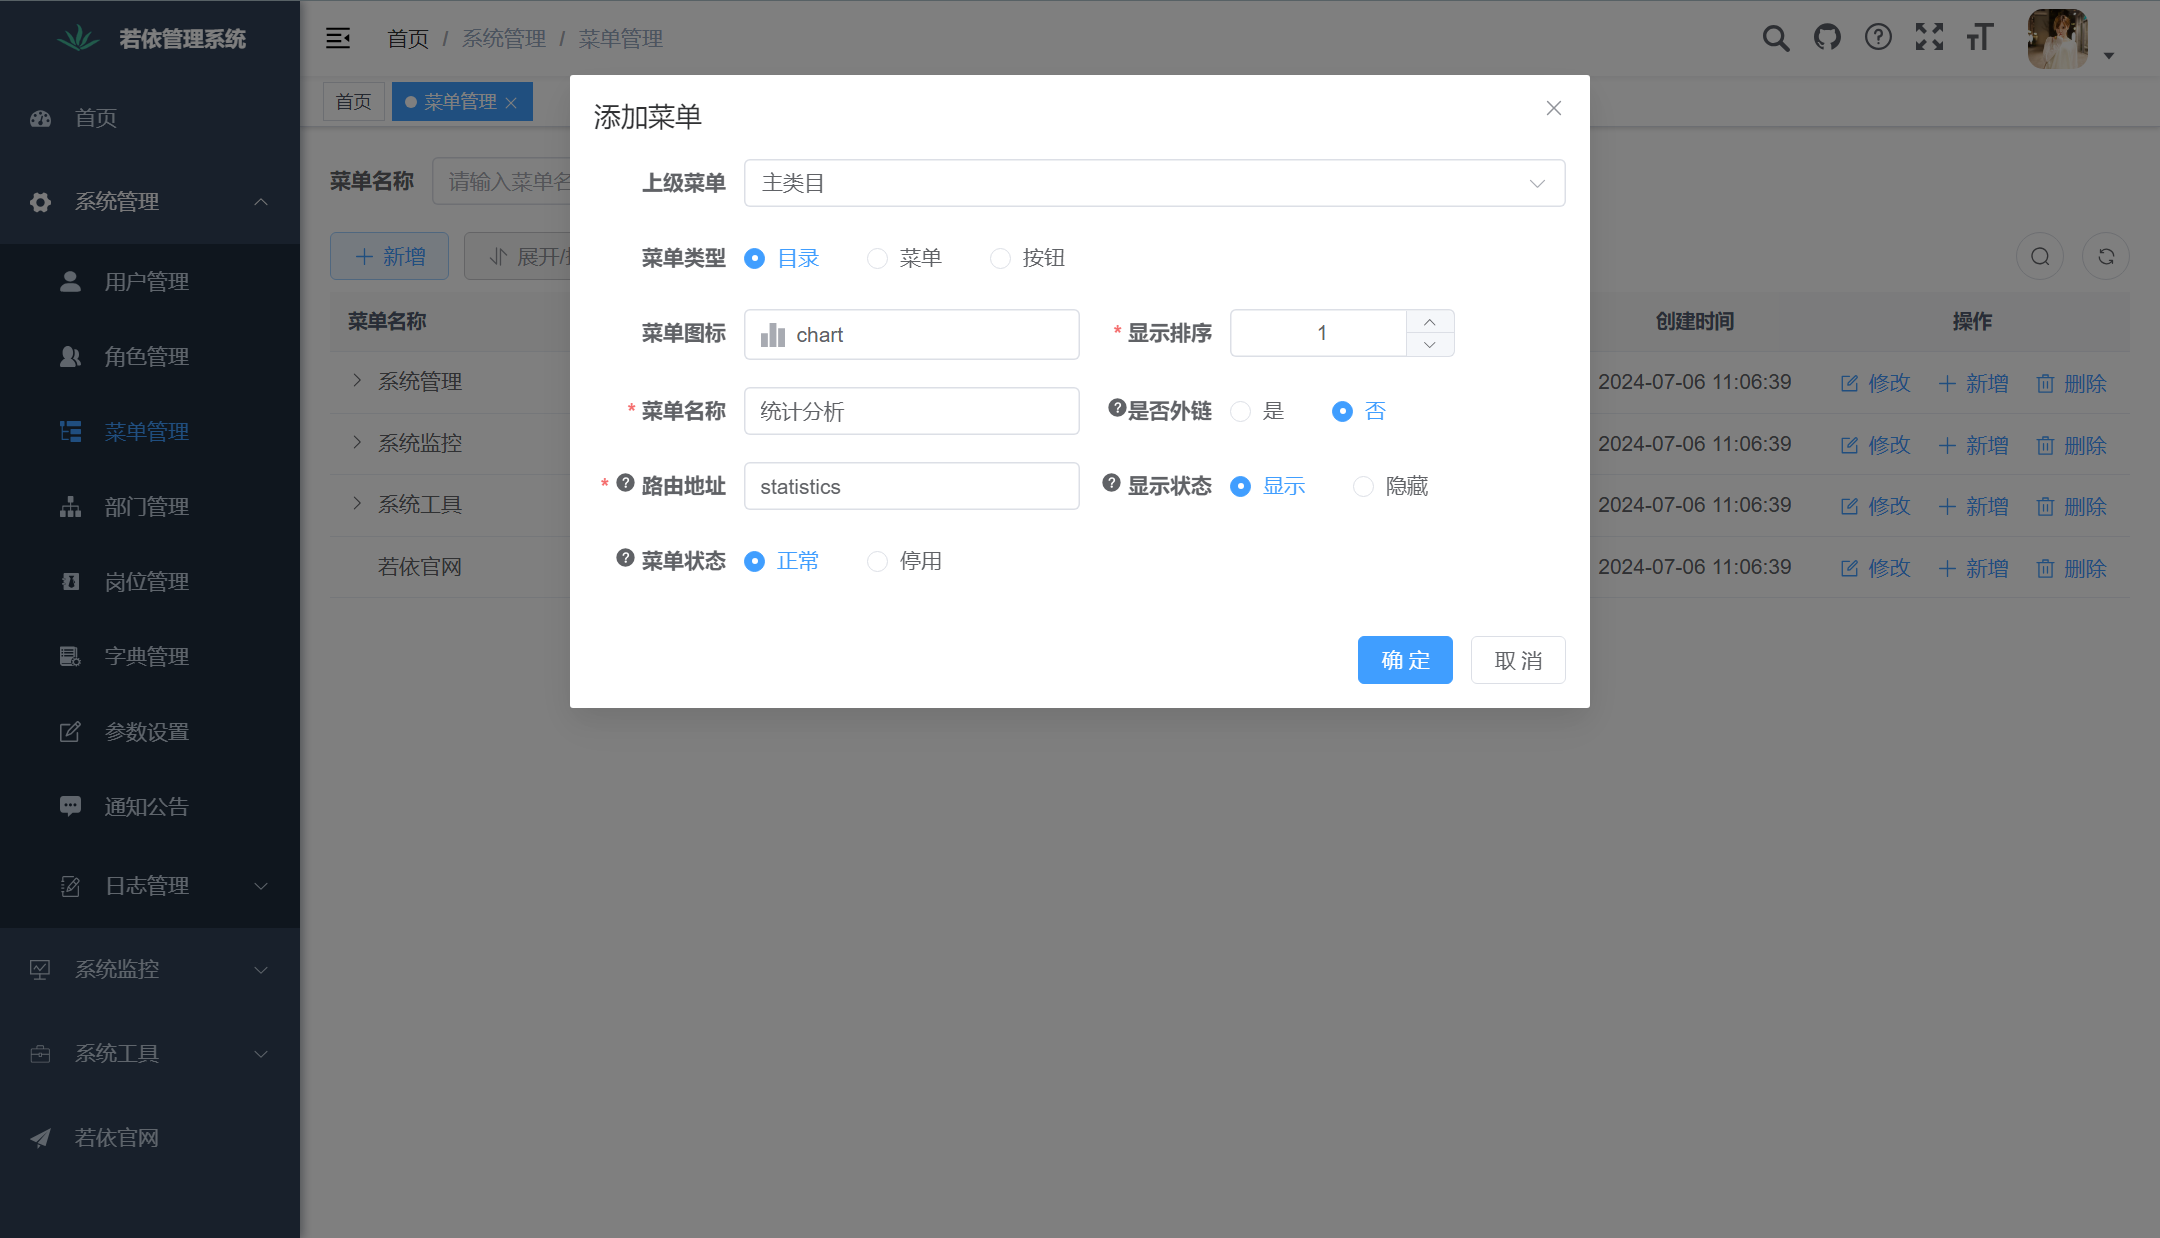 若依管理系统
首页
系统管理
用户管理
角色管理
菜单管理
部门管理
岗位管理
字典管理
参数设置
通知公告
日志管理
系统监控
系统工具
若依官网
首页 / 系统管理 / 菜单管理
首页 菜单管理
菜单名称 请输入菜单名
新增 展开/
菜单名称 创建时间 操作
系统管理 2024-07-06 11:06:39 修改 新增 删除
系统监控 2024-07-06 11:06:39 修改 新增 删除
系统工具 2024-07-06 11:06:39 修改 新增 删除
若依官网 2024-07-06 11:06:39 修改 新增 删除
添加菜单
上级菜单 主类目
菜单类型 目录 菜单 按钮
菜单图标 chart * 显示排序 1
* 菜单名称 统计分析 是否外链 是 否
* 路由地址 statistics 显示状态 显示 隐藏
菜单状态 正常 停用
确 定 取 消